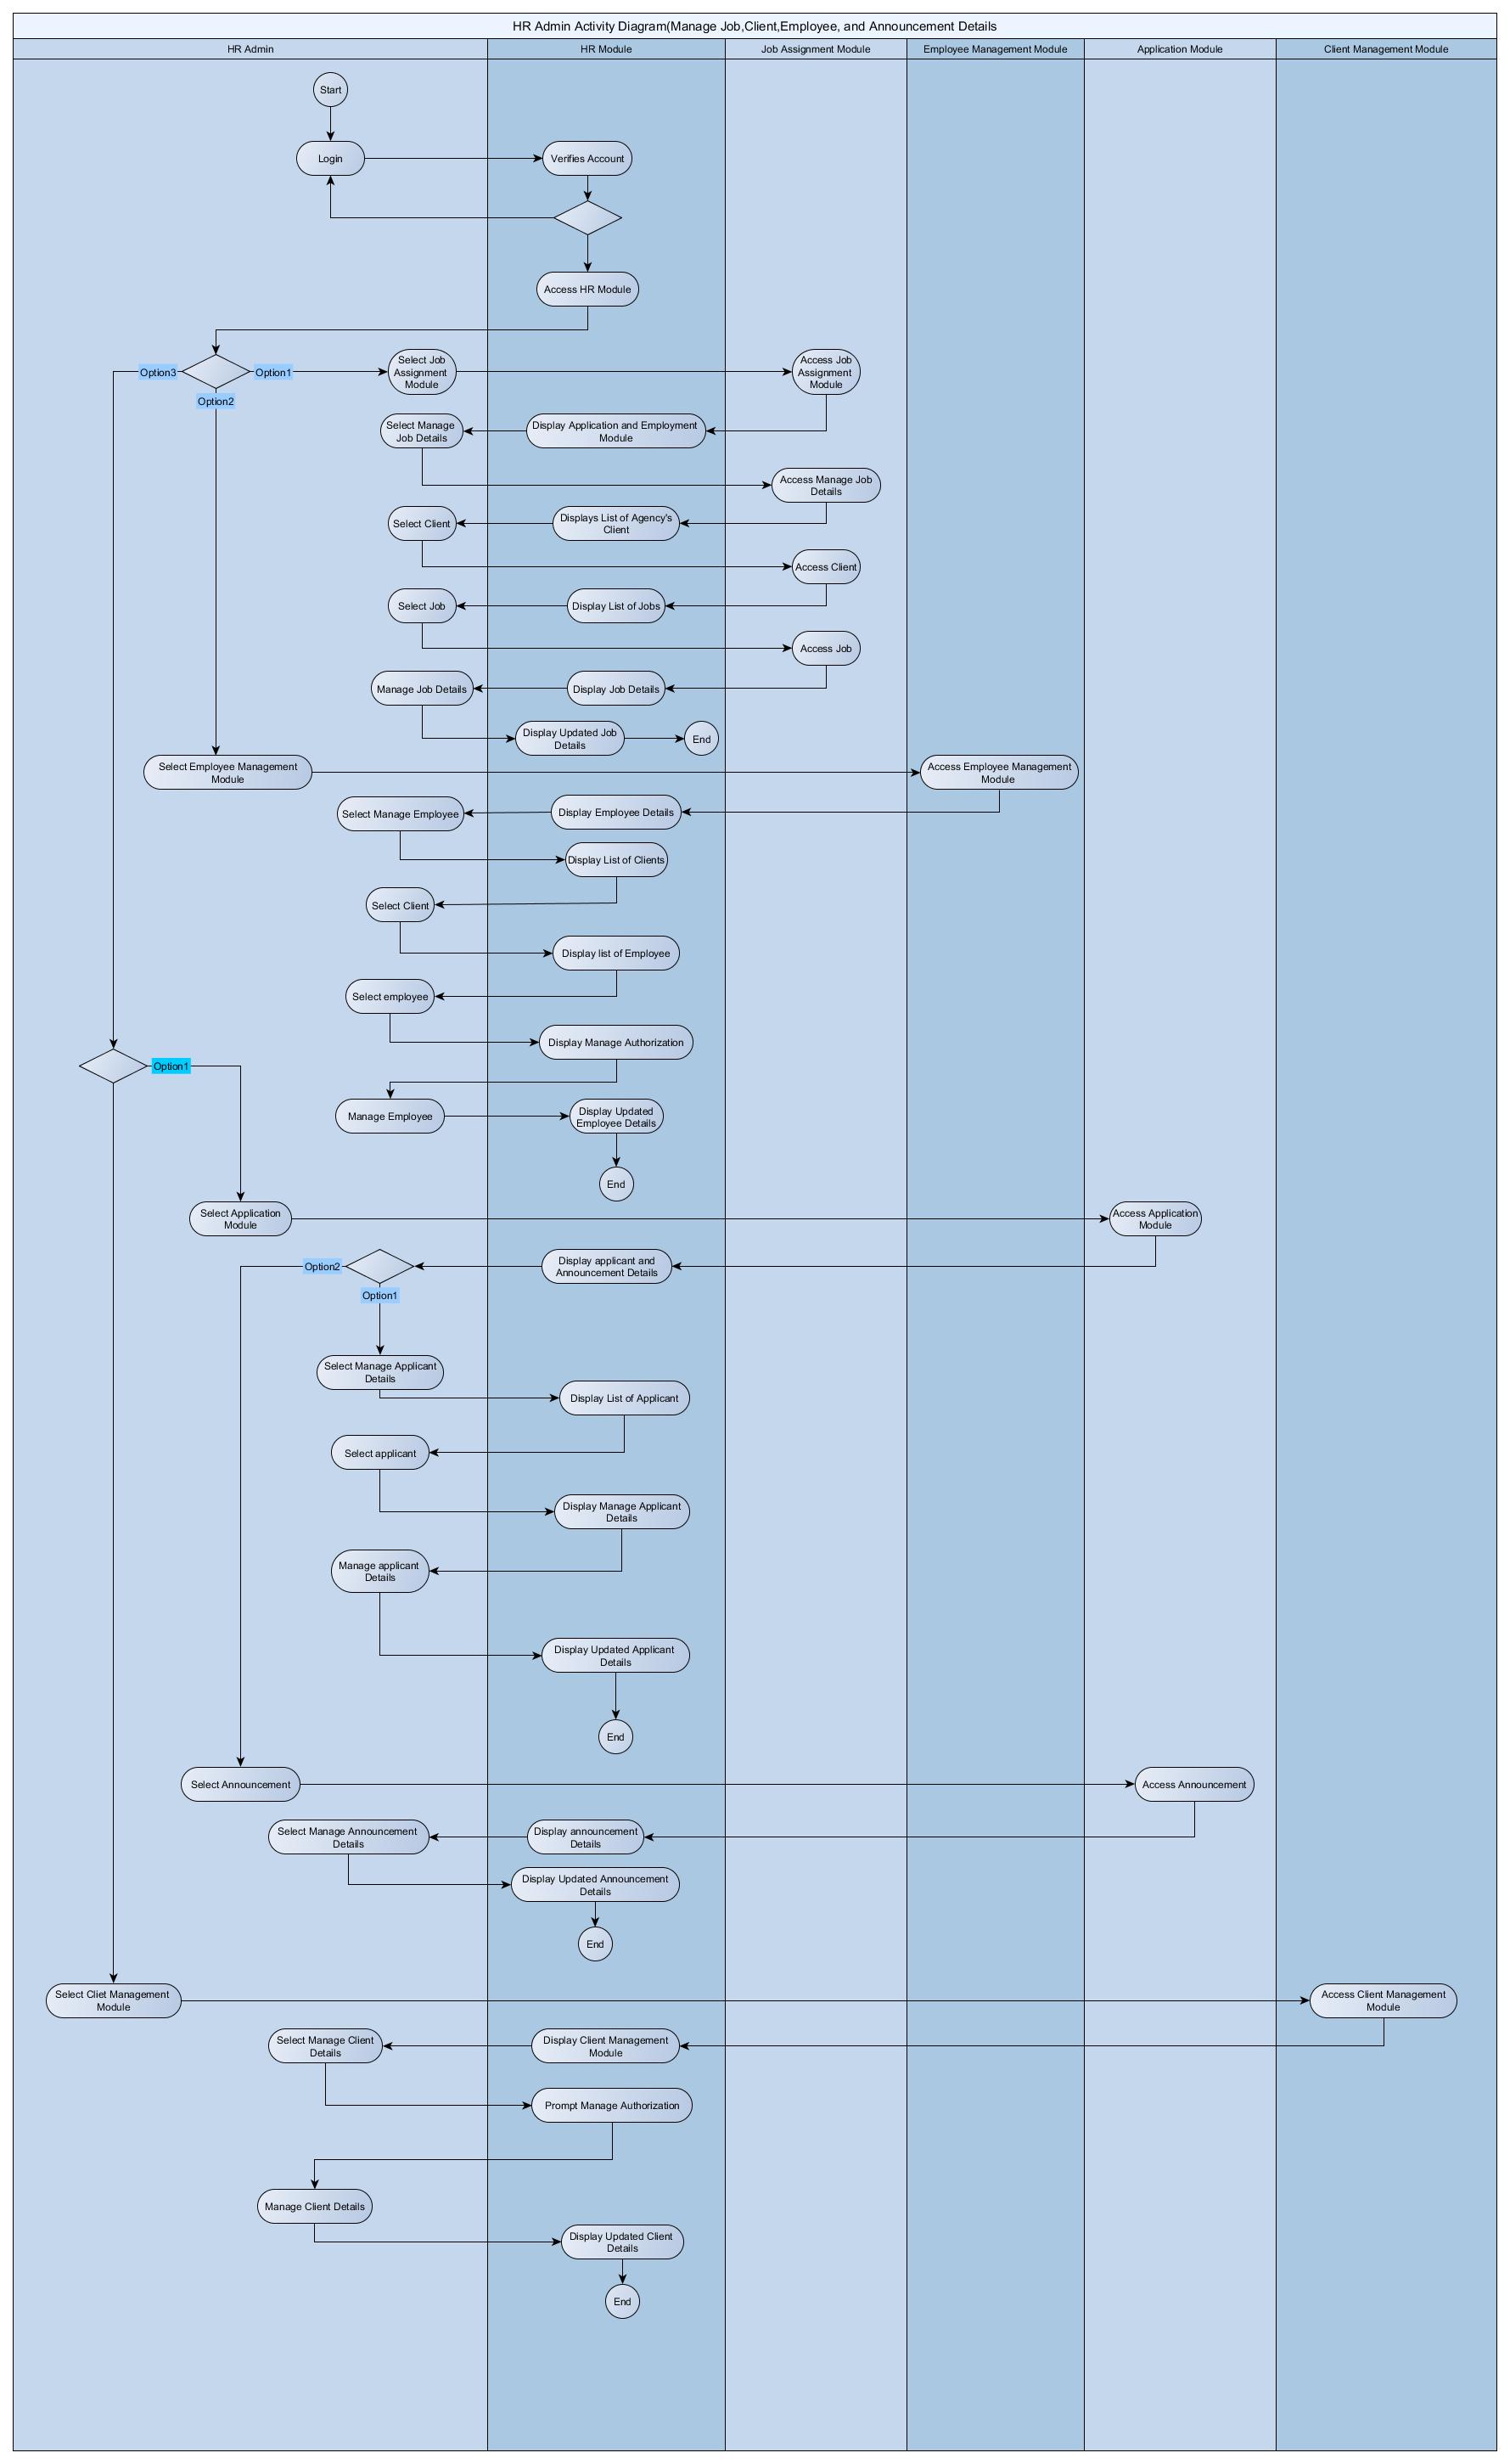 HR Admin Activity Diagram(Manage Job,Client,Employee, and Announcement Details
HR Admin
HR Module
Job Assignment Module
Employee Management Module
Application Module
Client Management Module
Start
Login
Verifies Account
Access HR Module
Option3
Option1
Option2
Select Job
Assignment
Module
Access Job
Assignment
Module
Select Manage
Job Details
Display Application and Employment
Module
Access Manage Job
Details
Select Client
Displays List of Agency's
Client
Access Client
Select Job
Display List of Jobs
Access Job
Manage Job Details
Display Job Details
Display Updated Job
Details
End
Select Employee Management
Module
Access Employee Management
Module
Select Manage Employee
Display Employee Details
Display List of Clients
Select Client
Display list of Employee
Select employee
Display Manage Authorization
Option1
Manage Employee
Display Updated
Employee Details
End
Select Application
Module
Access Application
Module
Option2
Option1
Display applicant and
Announcement Details
Select Manage Applicant
Details
Display List of Applicant
Select applicant
Display Manage Applicant
Details
Manage applicant
Details
Display Updated Applicant
Details
End
Select Announcement
Access Announcement
Select Manage Announcement
Details
Display announcement
Details
Display Updated Announcement
Details
End
Select Cliet Management
Module
Access Client Management
Module
Select Manage Client
Details
Display Client Management
Module
Prompt Manage Authorization
Manage Client Details
Display Updated Client
Details
End